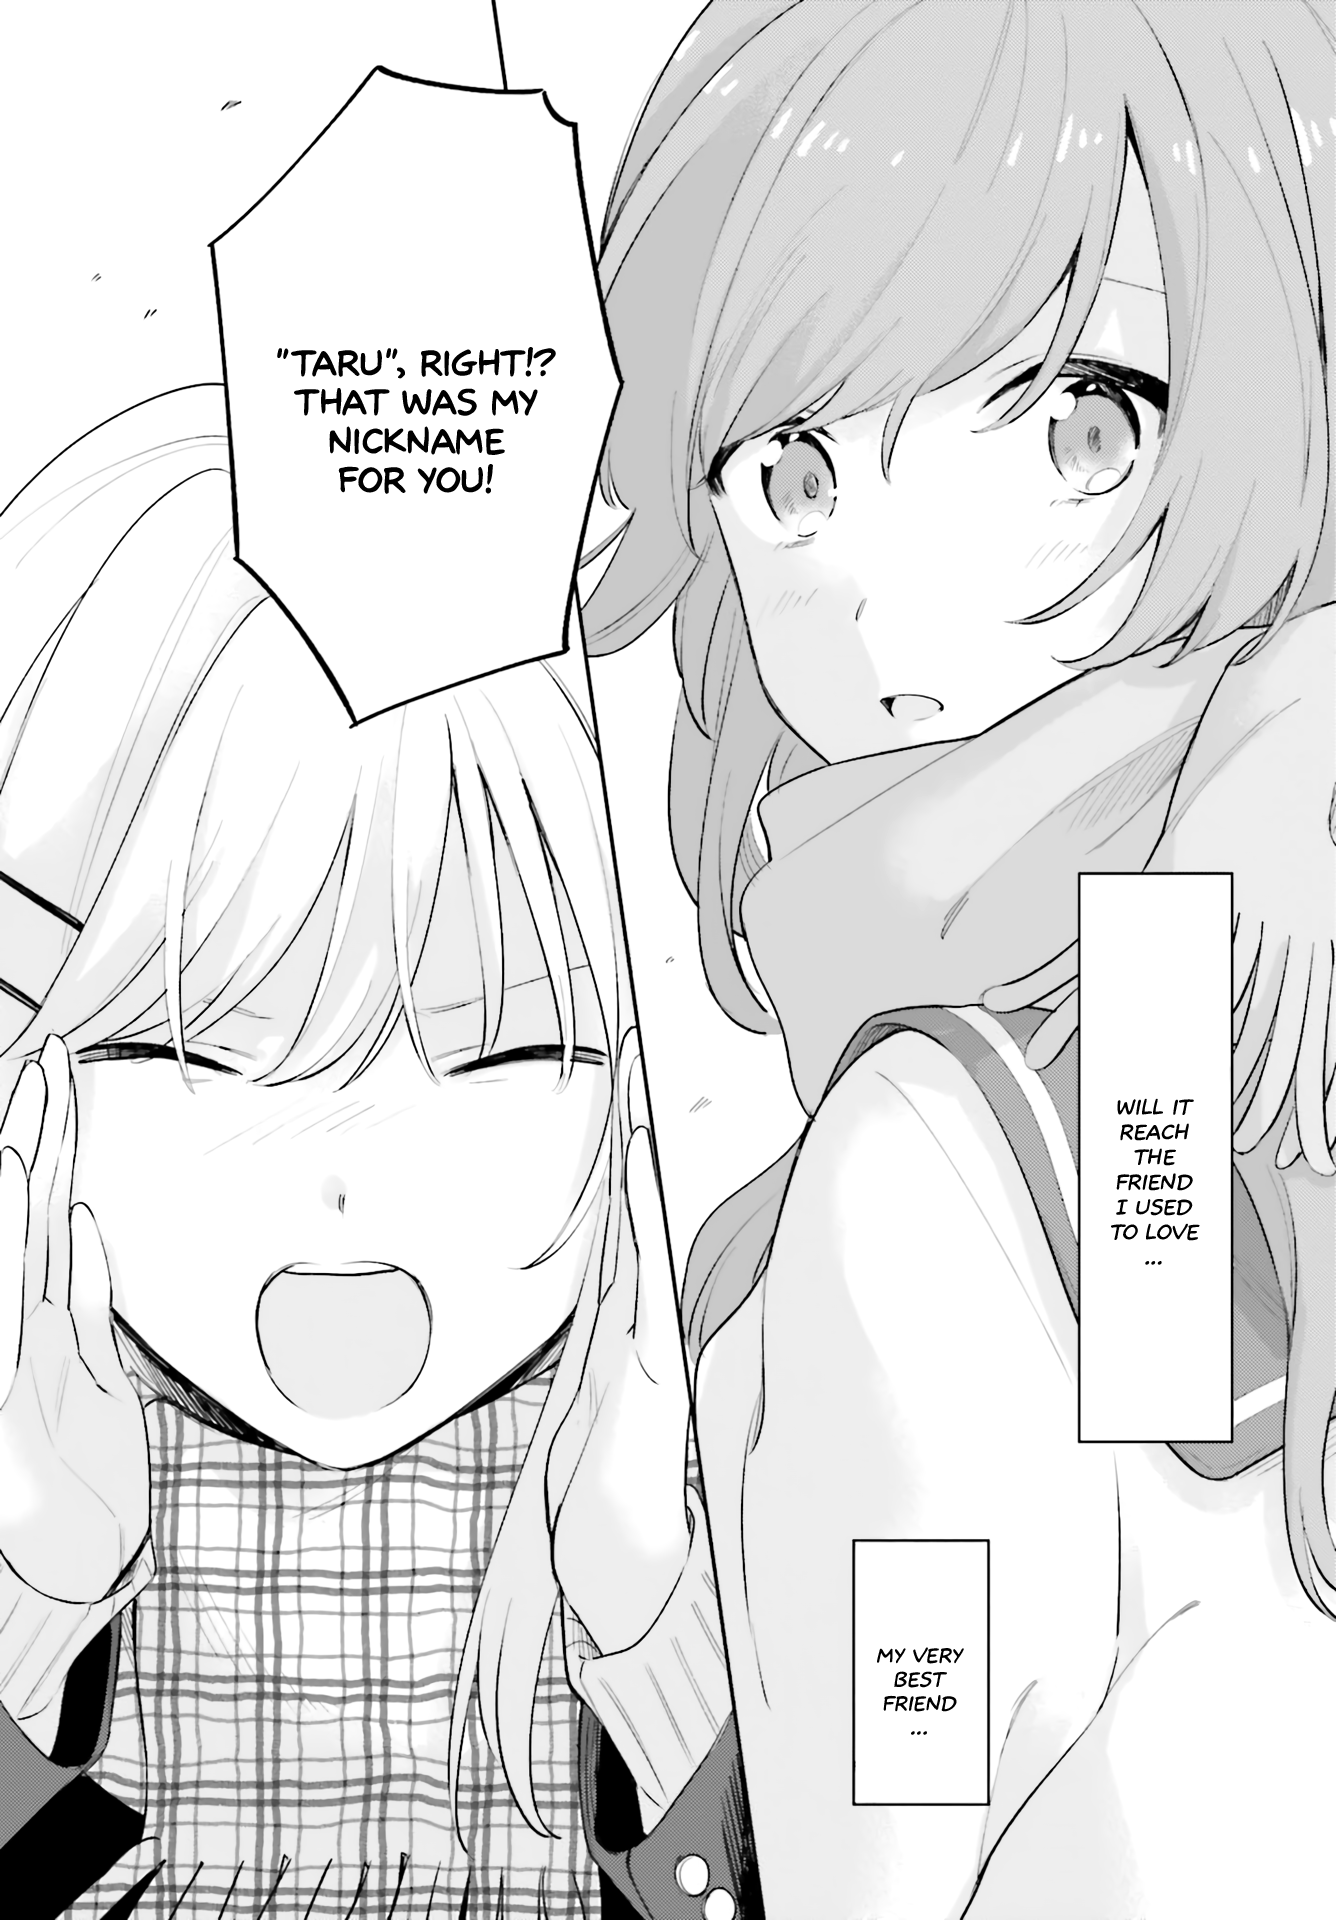 "TARU", RIGHT!?
THAT WAS MY
NICKNAME
FOR YOU!
WILL IT
REACH
THE
FRIEND
I USED
TO LOVE
...
MY VERY
BEST
FRIEND
...